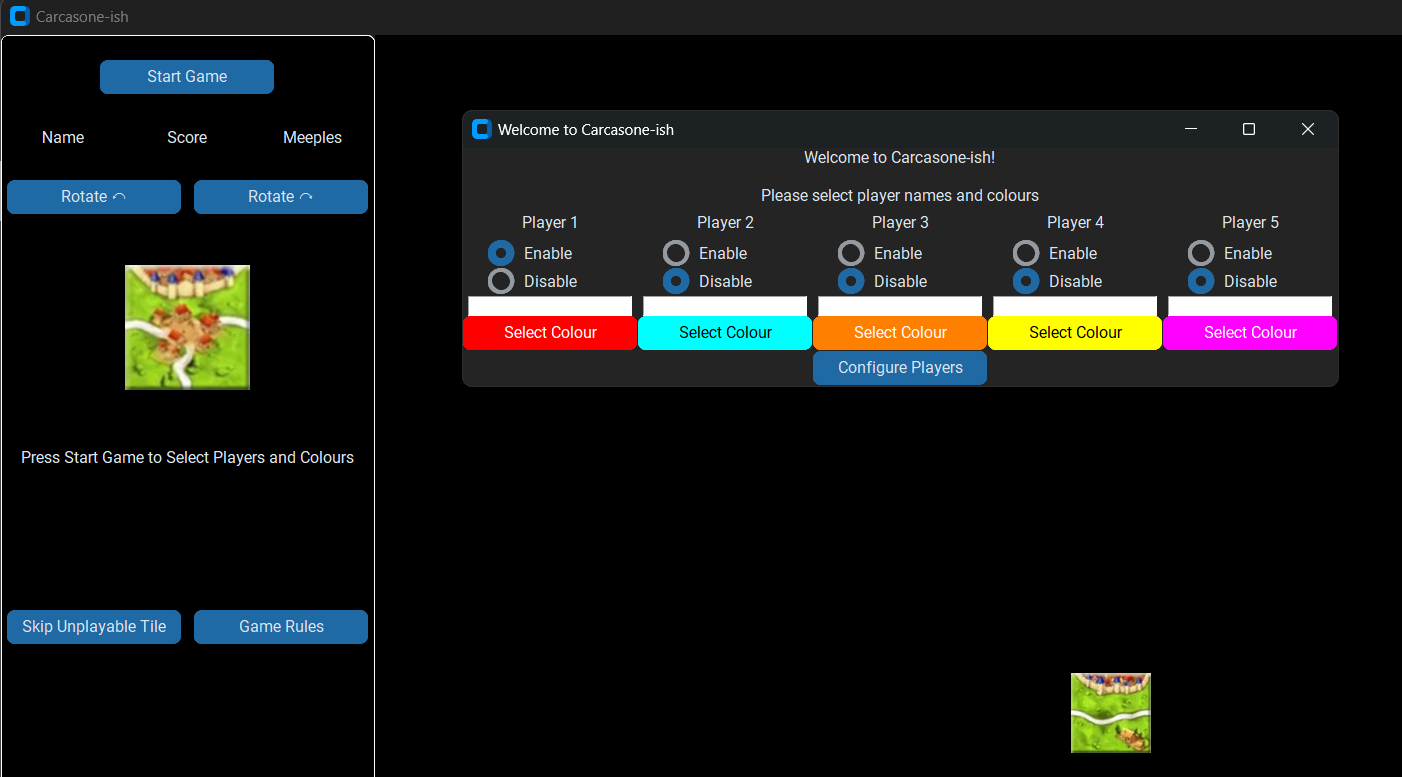 Carcasone-ish
Start Game
Name Score Meeples
Rotate ↶ Rotate ↷
Press Start Game to Select Players and Colours
Skip Unplayable Tile Game Rules
Welcome to Carcasone-ish
Welcome to Carcasone-ish!
Please select player names and colours
Player 1 Player 2 Player 3 Player 4 Player 5
Enable Enable Enable Enable Enable
Disable Disable Disable Disable Disable
Select Colour Select Colour Select Colour Select Colour Select Colour
Configure Players